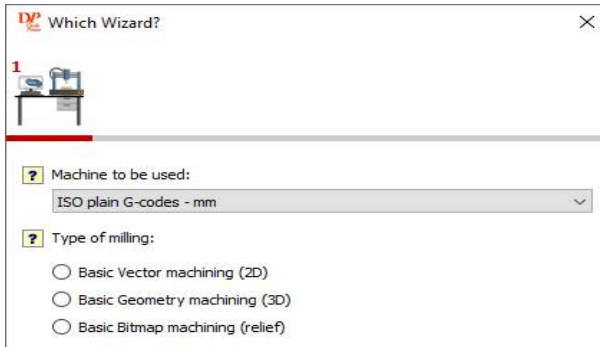 DP Which Wizard?
1
? Machine to be used:
ISO plain G-codes - mm
? Type of milling:
Basic Vector machining (2D)
Basic Geometry machining (3D)
Basic Bitmap machining (relief)